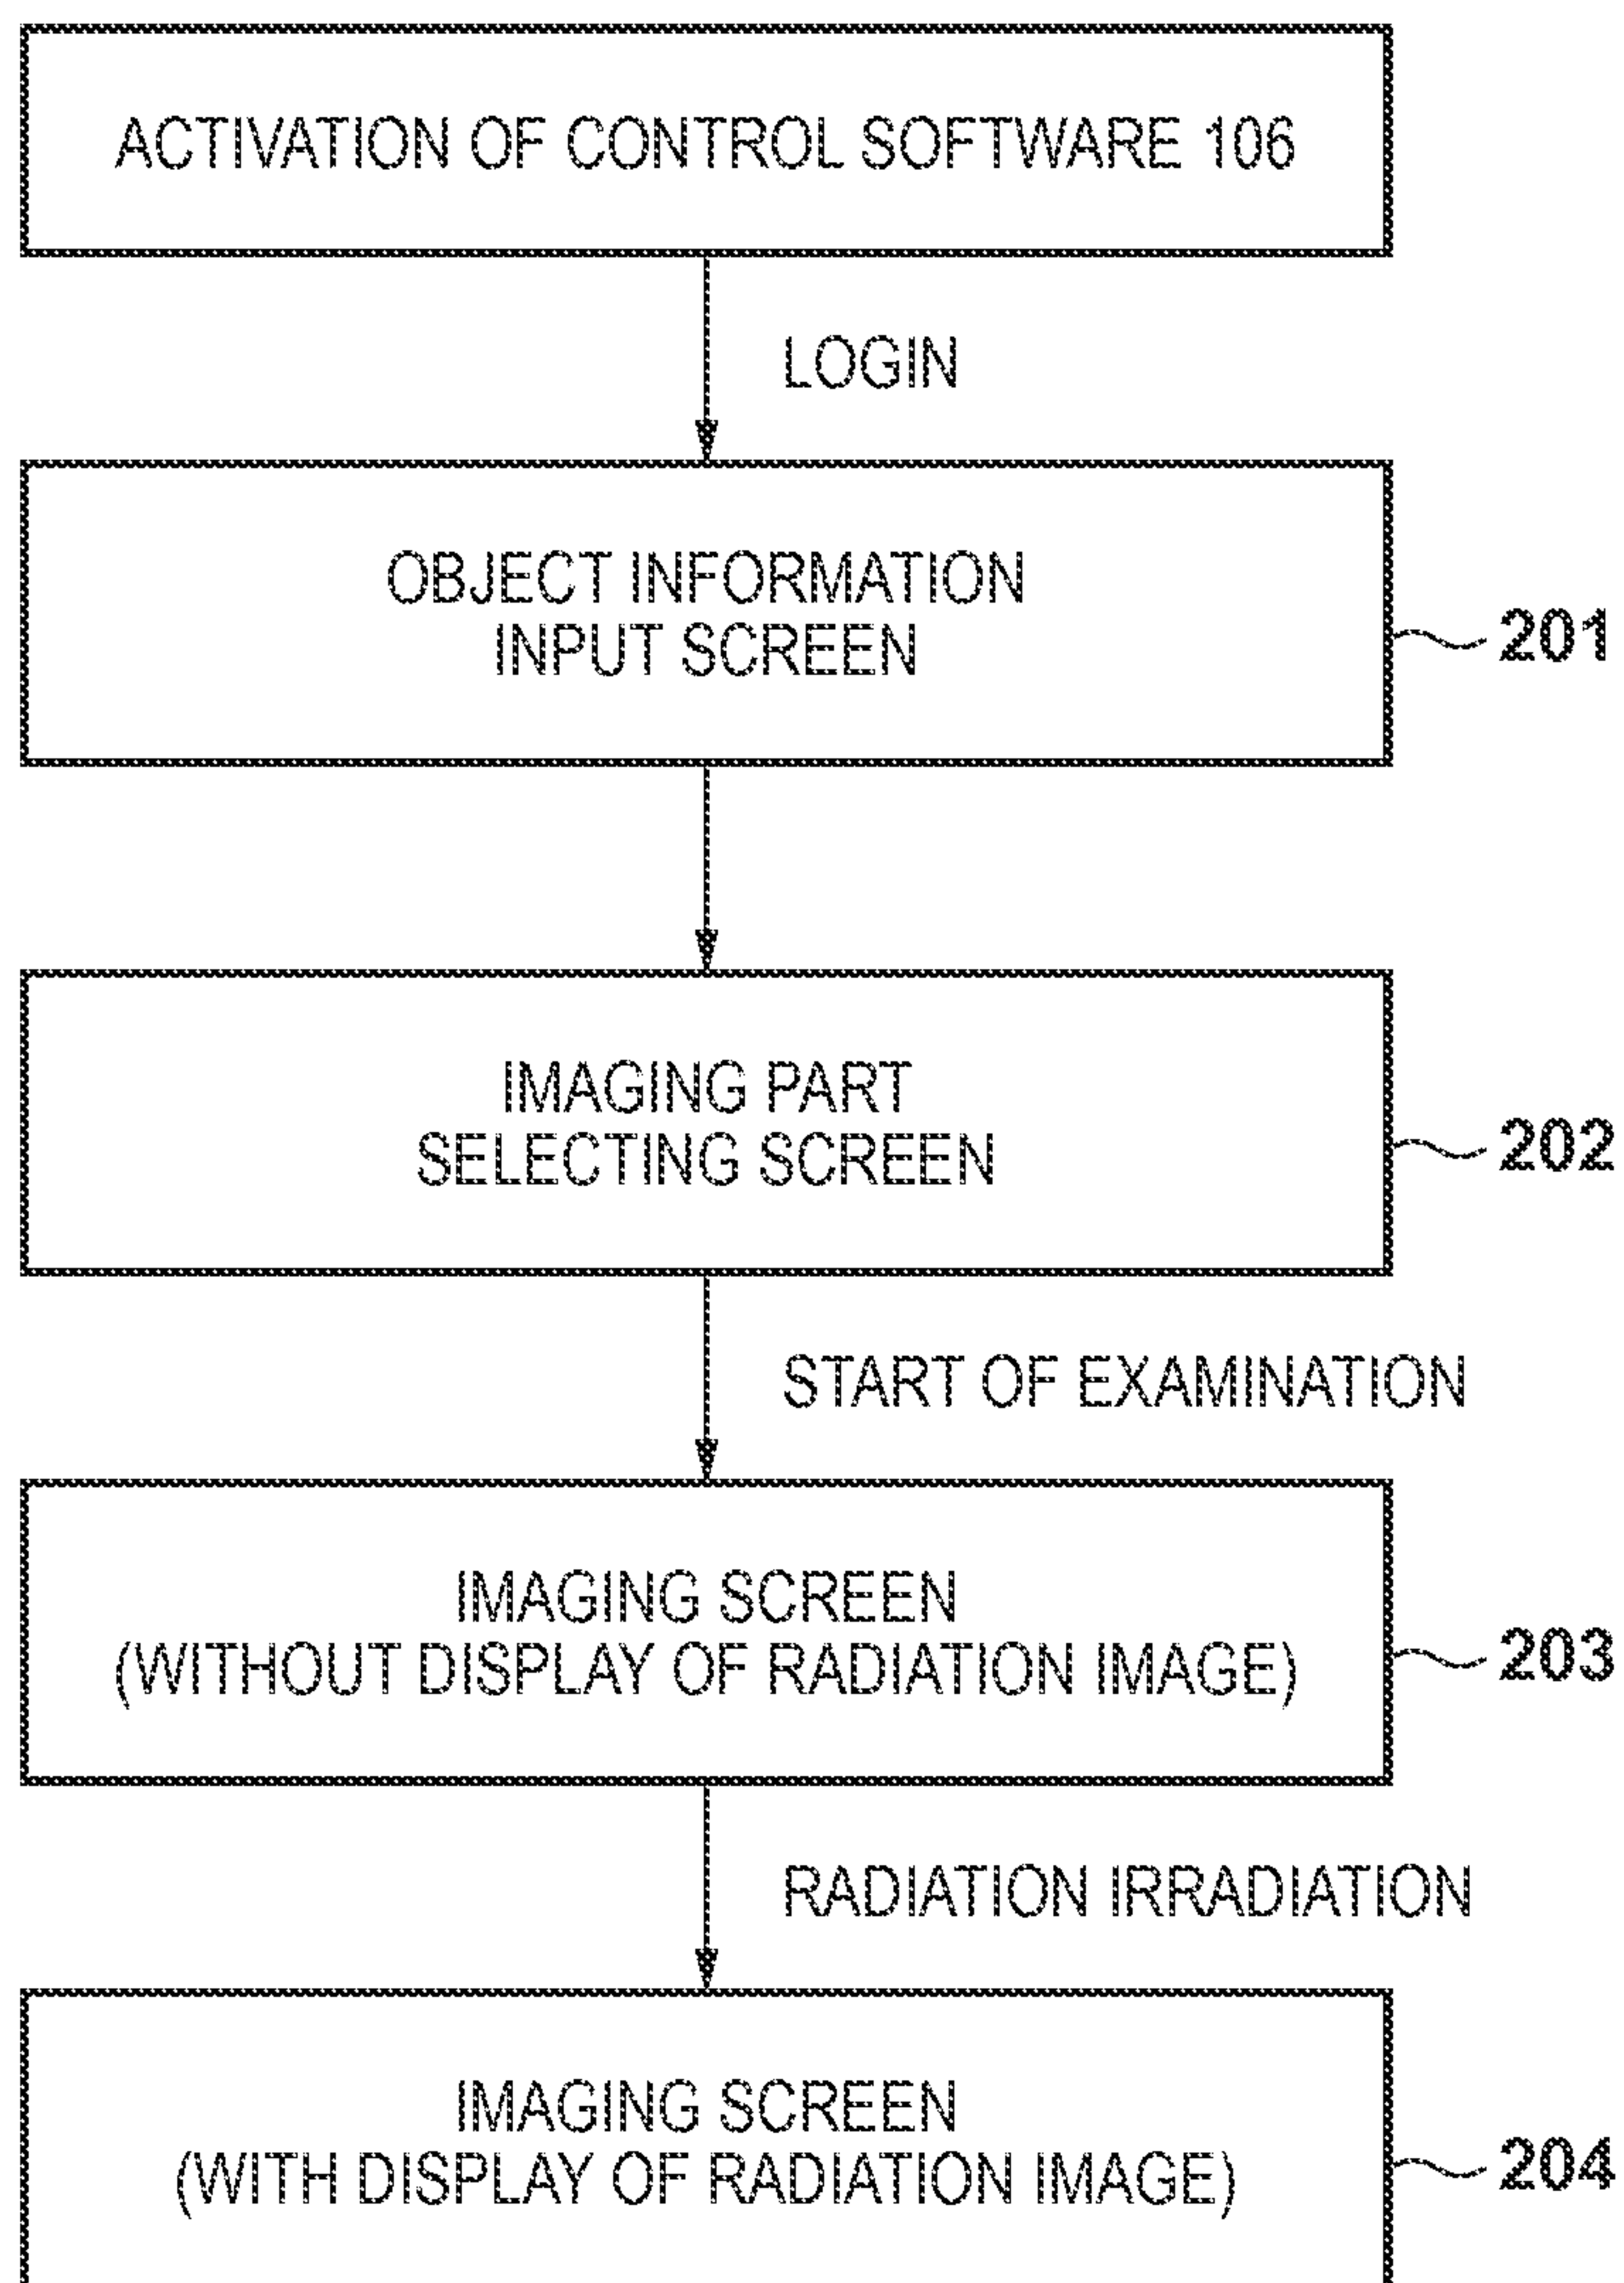 ACTIVATION OF CONTROL SOFTWARE 106
LOGIN
OBJECT INFORMATION
INPUT SCREEN
201
IMAGING PART
SELECTING SCREEN
202
START OF EXAMINATION
IMAGING SCREEN
(WITHOUT DISPLAY OF RADIATION IMAGE)
203
RADIATION IRRADIATION
IMAGING SCREEN
(WITH DISPLAY OF RADIATION IMAGE)
204